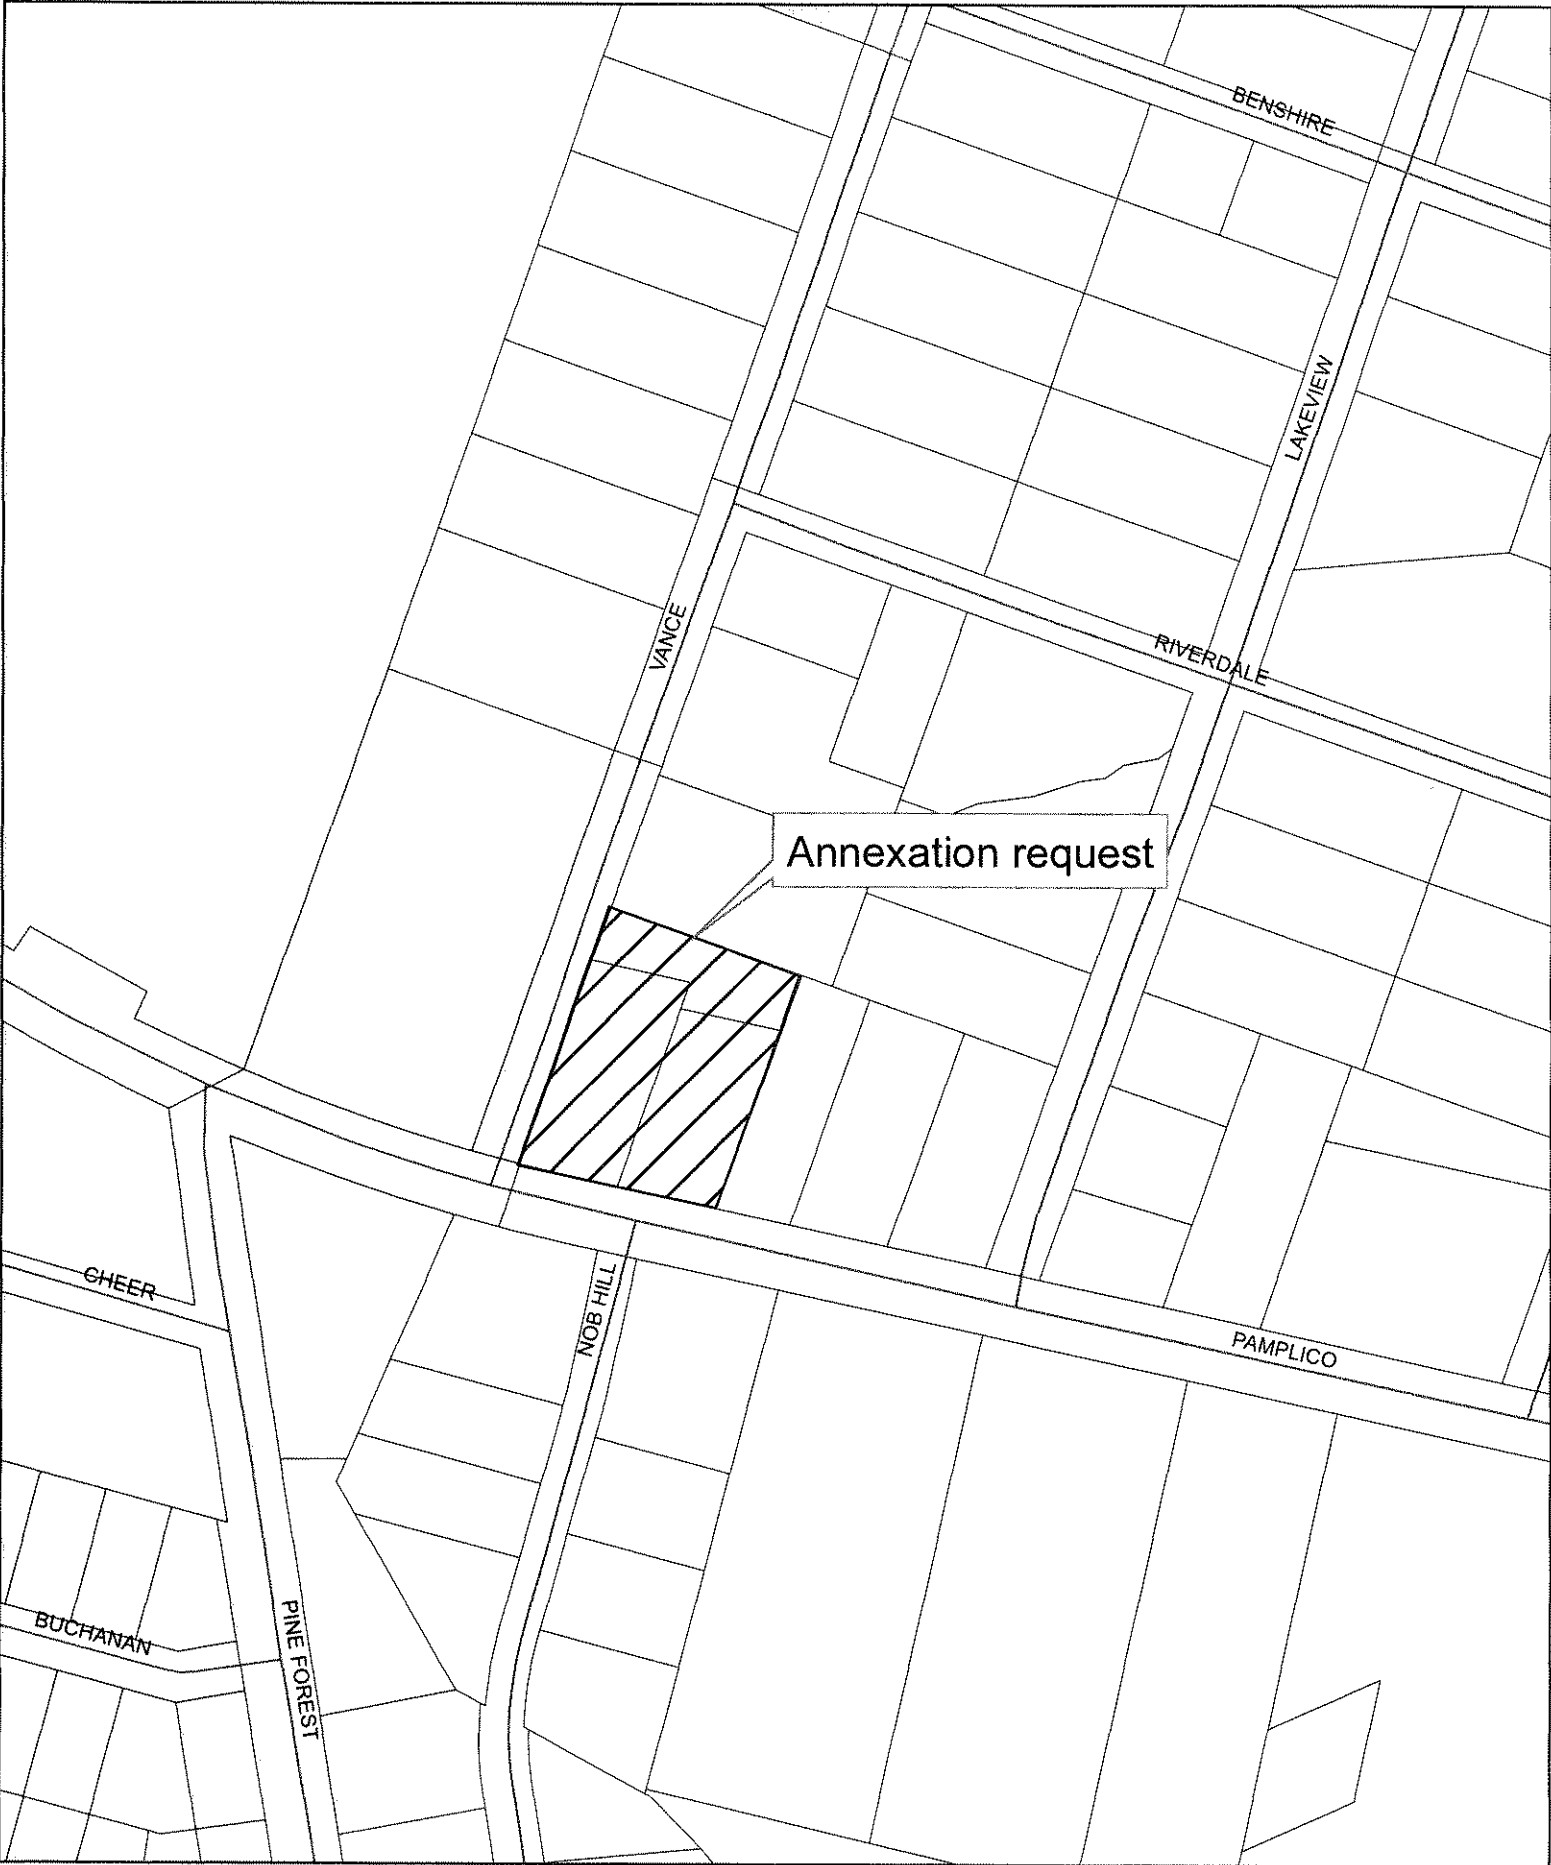 BENSHIRE
LAKEVIEW
VANCE
RIVERDALE
Annexation request
CHEER
NOB HILL
PAMPLICO
BUCHANAN
PINE FOREST